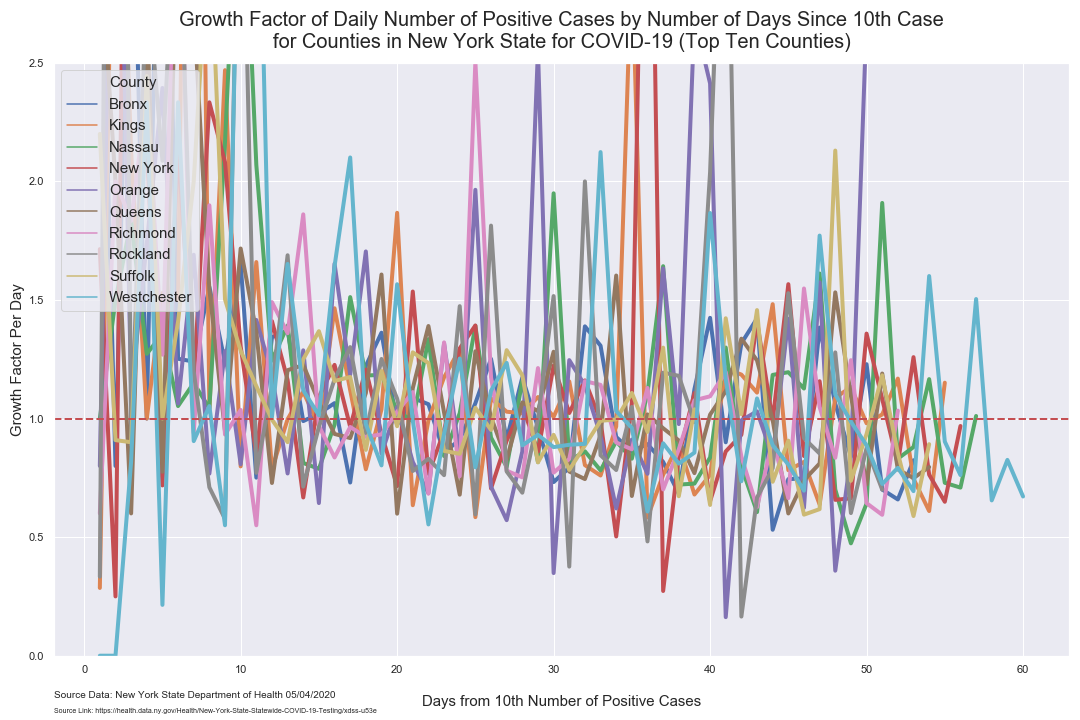 Growth Factor of Daily Number of Positive Cases by Number of Days Since 10th Case
for Counties in New York State for COVID-19 (Top Ten Counties)
2.5
2.0
1.5
1.0
0.5
0.0
Growth Factor Per Day
County
Bronx
Kings
Nassau
New York
Orange
Queens
Richmond
Rockland
Suffolk
Westchester
0
10
20
30
40
50
60
Days from 10th Number of Positive Cases
Source Data: New York State Department of Health 05/04/2020
Source Link: https://health.data.ny.gov/Health/New-York-State-Statewide-COVID-19-Testing/xdss-u53e